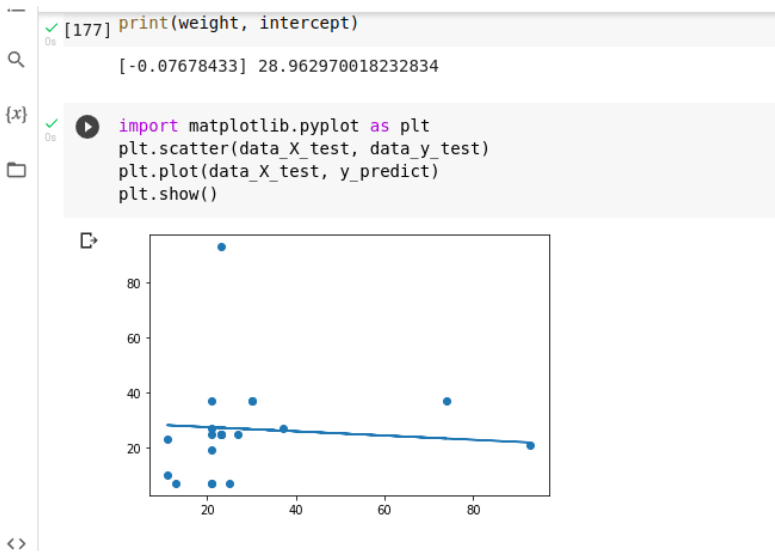 [177] print(weight, intercept)
0s
[-0.07678433] 28.962970018232834
{x}
0s
import matplotlib.pyplot as plt
plt.scatter(data_X_test, data_y_test)
plt.plot(data_X_test, y_predict)
plt.show()
80
60
40
20
20 40 60 80
<>